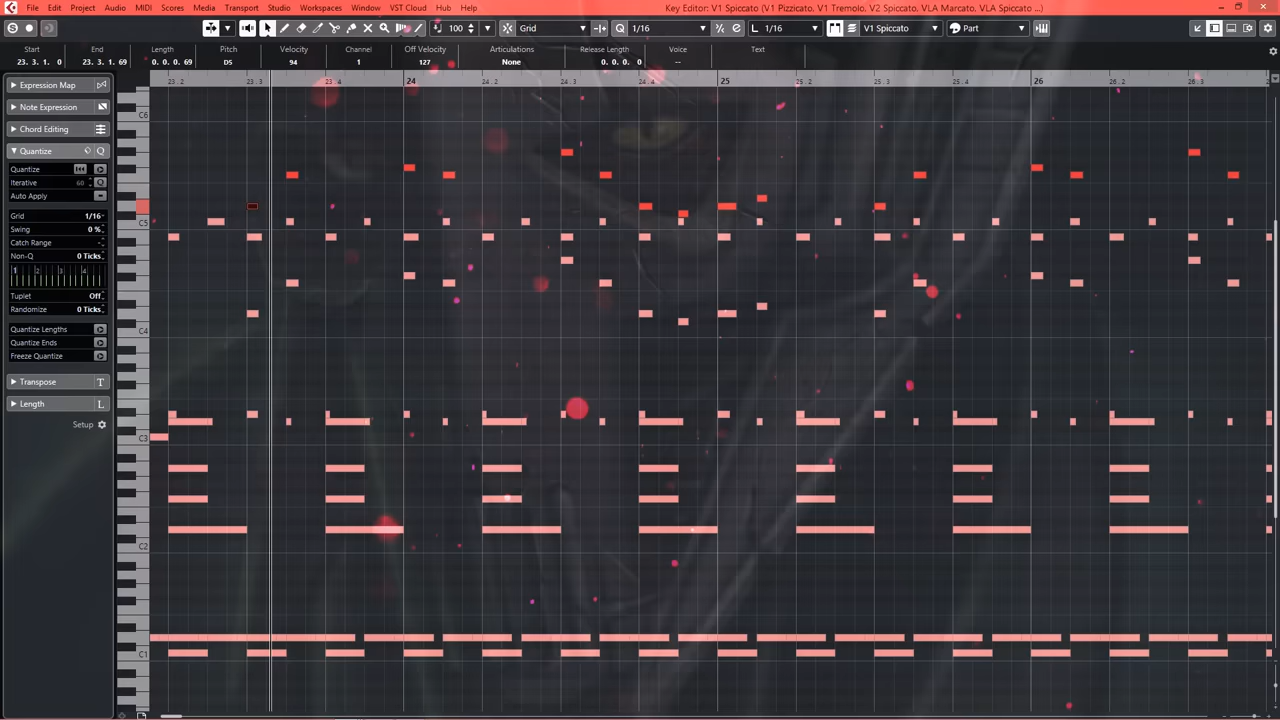 File Edit Project Audio MIDI Scores Media Transport Studio Workspaces Window VST Cloud Hub Help
Key Editor: V1 Spiccato (V1 Pizzicato, V1 Tremolo, V2 Spiccato, VLA Marcato, VLA Spiccato ...)
S 100 Grid Q 1/16 L 1/16 V1 Spiccato Part
Start End Length Pitch Velocity Channel Off Velocity Articulations Release Length Voice Text
23. 3. 1. 0 23. 3. 1. 69 0. 0. 0. 69 D5 94 1 127 None 0. 0. 0. 0 --
23. 2 23. 3 23. 4 24 24. 2 24. 3 24. 4 25 25. 2 25. 3 25. 4 26 26. 2 26. 3
Expression Map
Note Expression
Chord Editing
Quantize Q
Quantize
Iterative 60 Q
Auto Apply
Grid 1/16
Swing 0 %
Catch Range -
Non-Q 0 Ticks
1 2 3 4
Tuplet Off
Randomize 0 Ticks
Quantize Lengths
Quantize Ends
Freeze Quantize
Transpose T
Length L
Setup
C6
C5
C4
C3
C2
C1